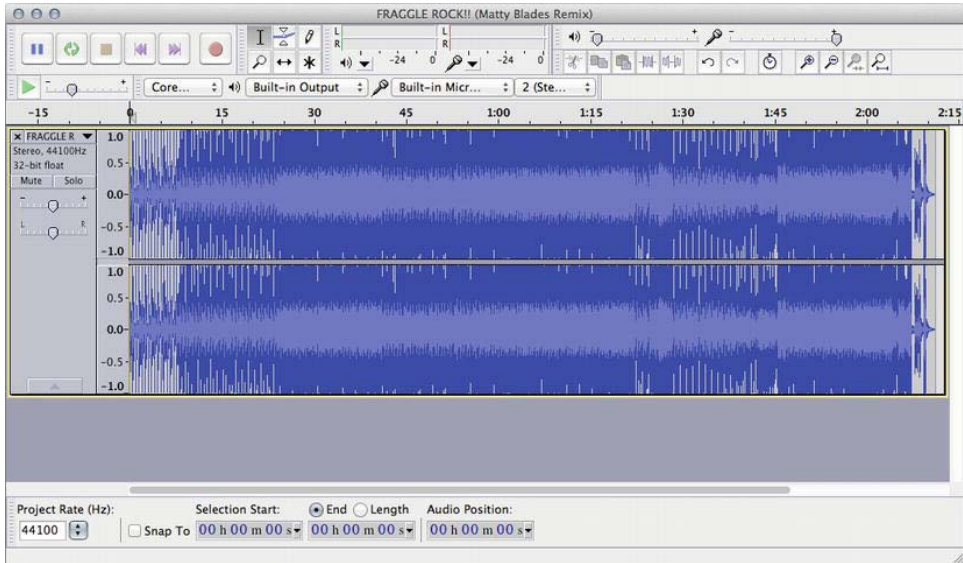 FRAGGLE ROCK!! (Matty Blades Remix)
L
R
L
R
-24 0 -24 0
Core... Built-in Output Built-in Micr... 2 (Ste...
-15 0 15 30 45 1:00 1:15 1:30 1:45 2:00 2:15
× FRAGGLE R
Stereo, 44100Hz
32-bit float
Mute Solo
- +
L R
1.0
0.5-
0.0-
-0.5-
-1.0
1.0
0.5-
0.0-
-0.5-
-1.0
Project Rate (Hz): Selection Start: End Length Audio Position:
44100 Snap To 00 h 00 m 00 s 00 h 00 m 00 s 00 h 00 m 00 s